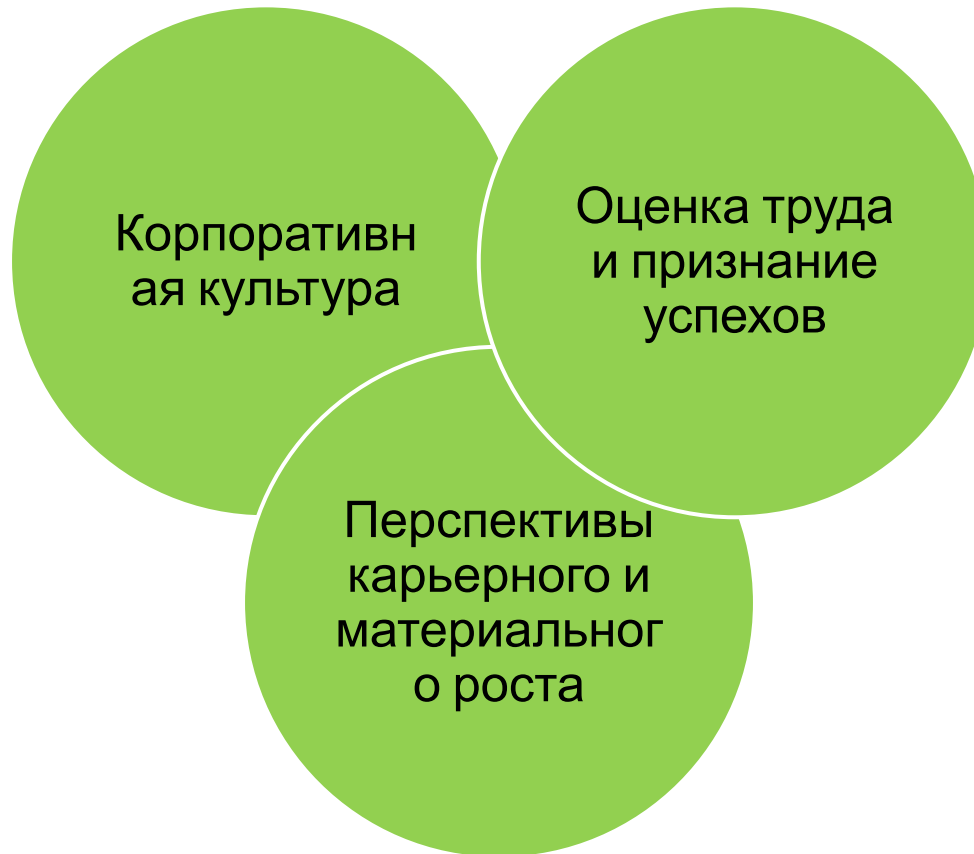 Корпоративн
ая культура
Оценка труда
и признание
успехов
Перспективы
карьерного и
материальног
о роста